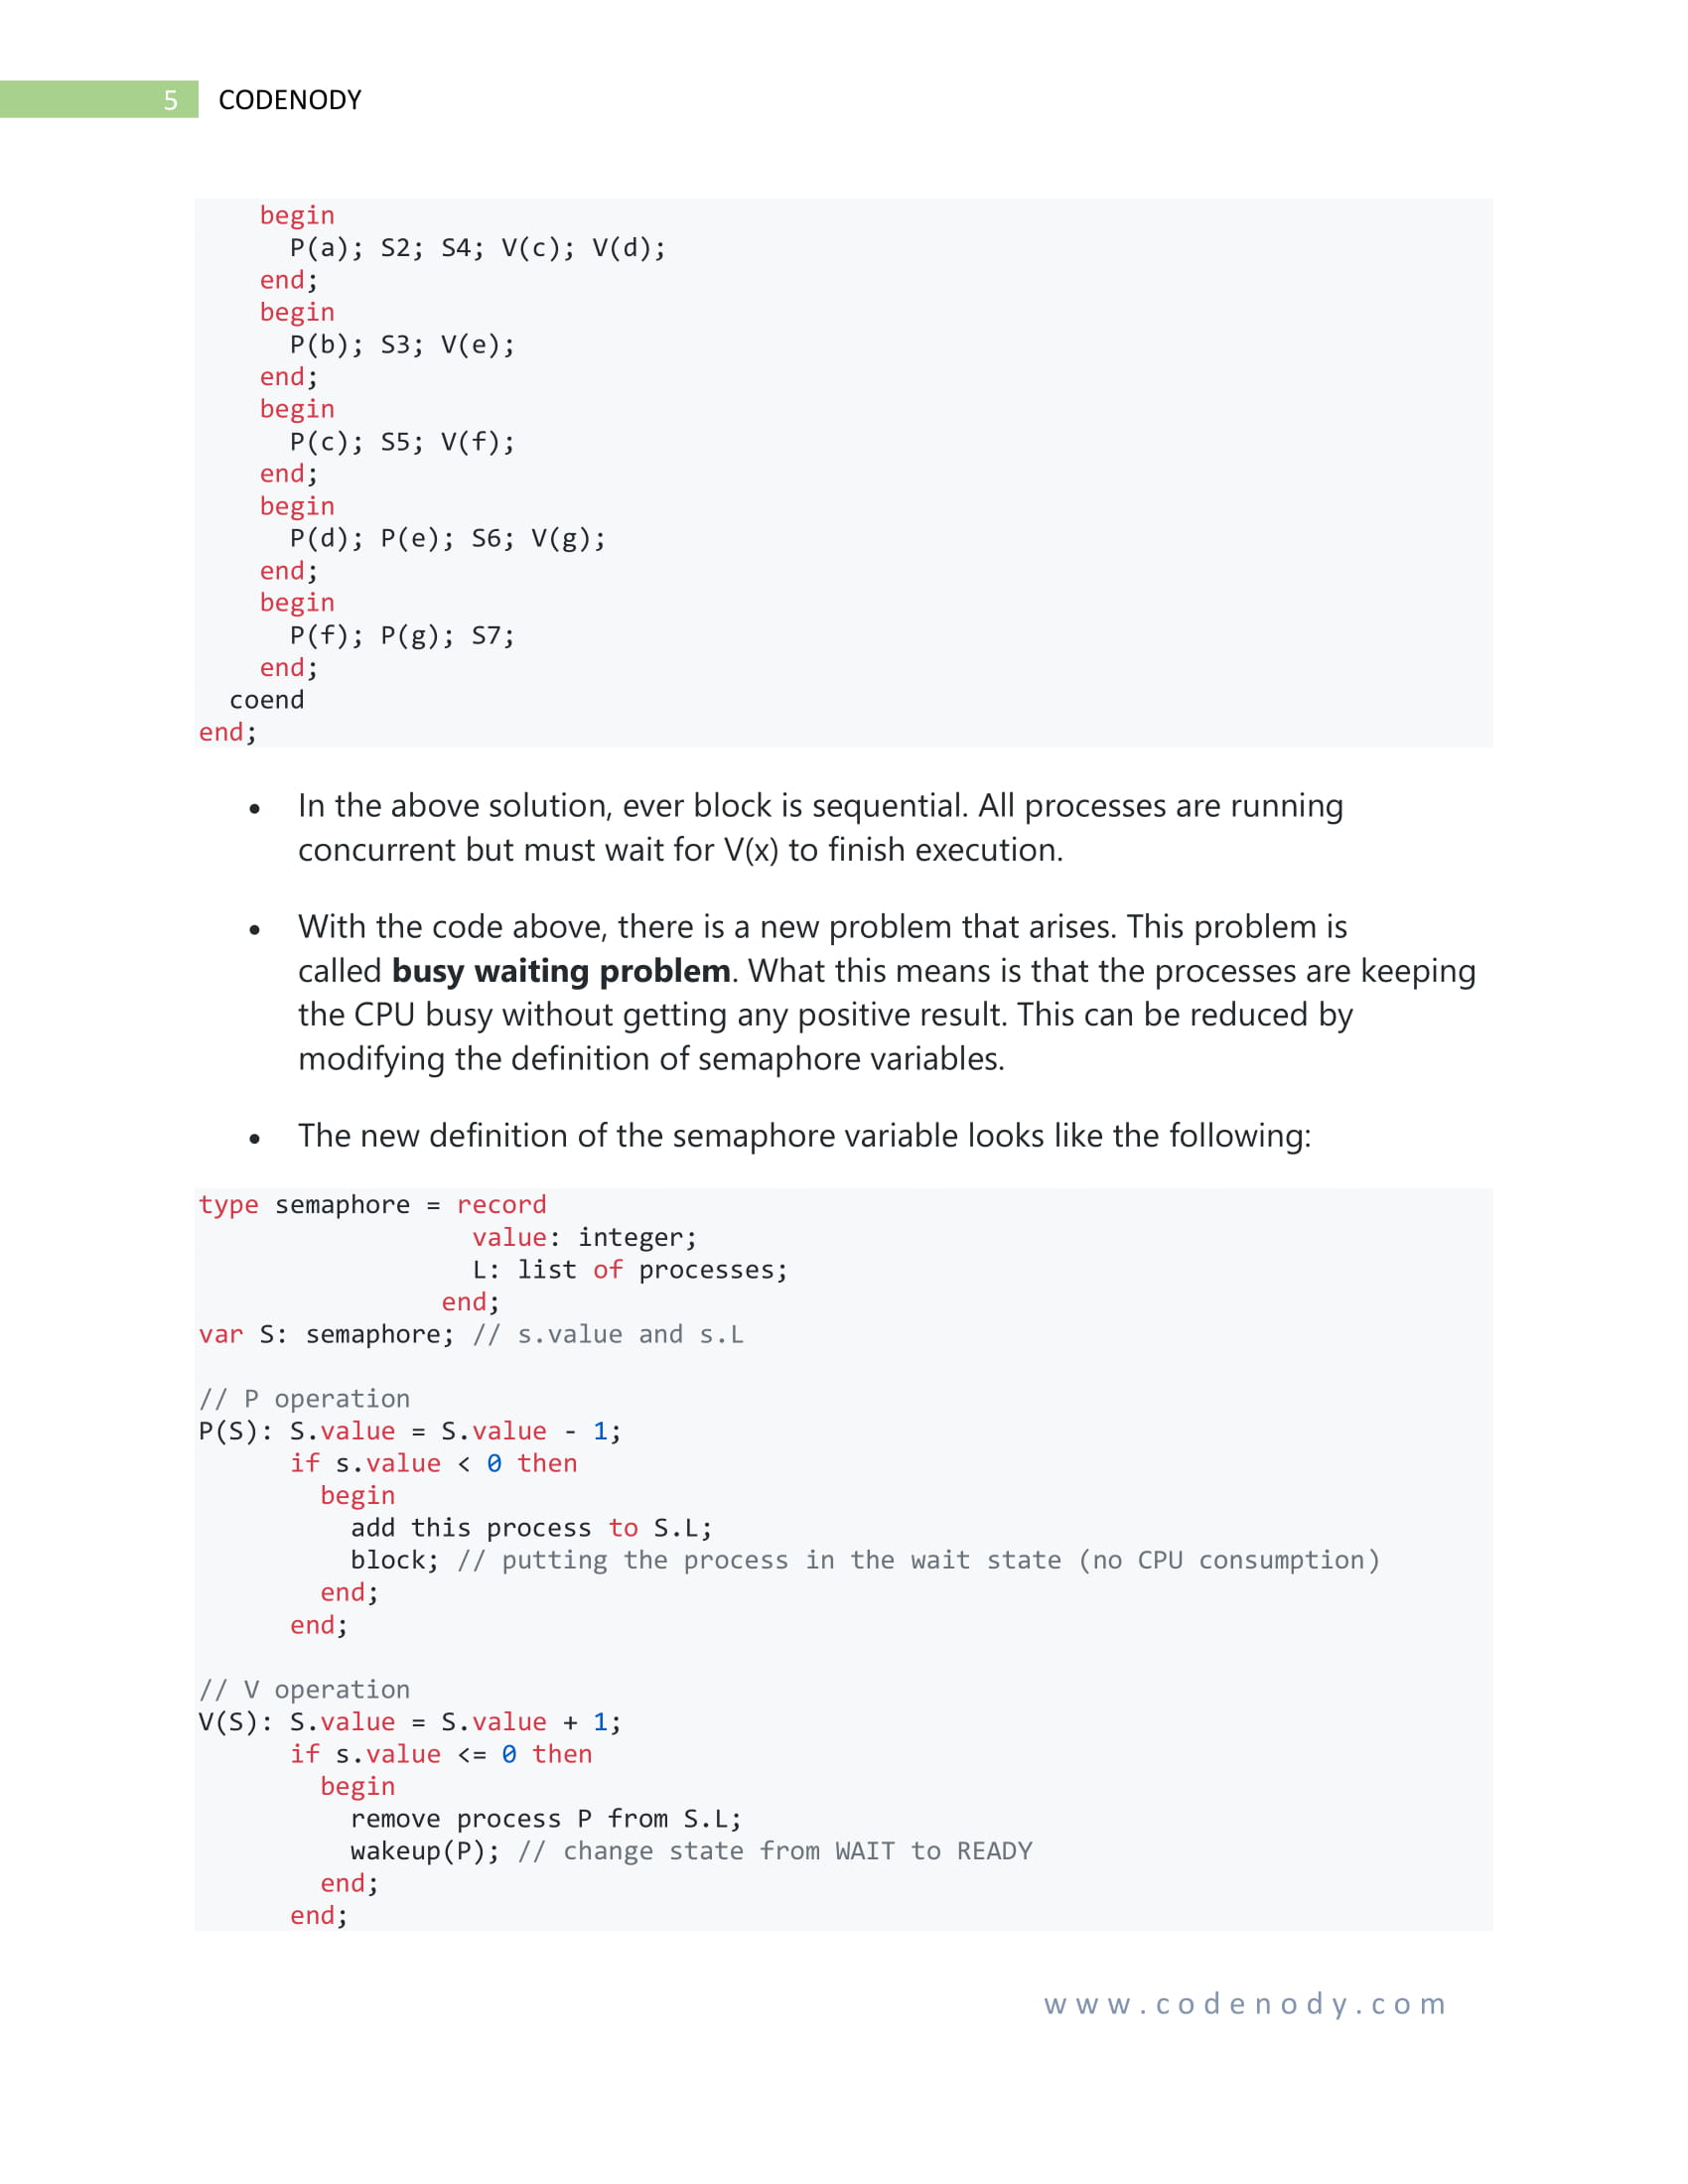 5 CODENODY
begin
P(a); S2; S4; V(c); V(d);
end;
begin
P(b); S3; V(e);
end;
begin
P(c); S5; V(f);
end;
begin
P(d); P(e); S6; V(g);
end;
begin
P(f); P(g); S7;
end;
coend
end;
• In the above solution, ever block is sequential. All processes are running
concurrent but must wait for V(x) to finish execution.
• With the code above, there is a new problem that arises. This problem is
called busy waiting problem. What this means is that the processes are keeping
the CPU busy without getting any positive result. This can be reduced by
modifying the definition of semaphore variables.
• The new definition of the semaphore variable looks like the following:
type semaphore = record
value: integer;
L: list of processes;
end;
var S: semaphore; // s.value and s.L
// P operation
P(S): S.value = S.value - 1;
if s.value < 0 then
begin
add this process to S.L;
block; // putting the process in the wait state (no CPU consumption)
end;
end;
// V operation
V(S): S.value = S.value + 1;
if s.value <= 0 then
begin
remove process P from S.L;
wakeup(P); // change state from WAIT to READY
end;
end;
www.codenody.com